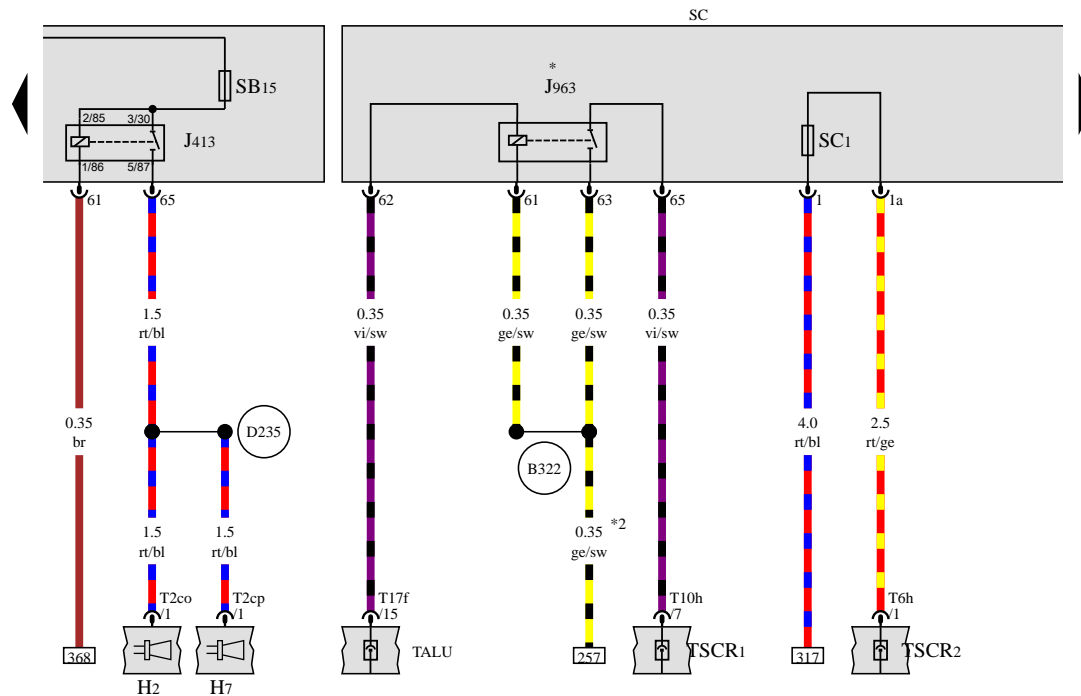 SC
SB15
*
J963
2/85
3/30
J413
SC1
1/86
5/87
61
65
62
61
63
65
1
1a
1.5
rt/bl
0.35
vi/sw
0.35
ge/sw
0.35
ge/sw
0.35
vi/sw
0.35
br
D235
4.0
rt/bl
2.5
rt/ge
B322
1.5
rt/bl
1.5
rt/bl
0.35
ge/sw
*2
T2co
/1
T2cp
/1
T17f
/15
T10h
/7
T6h
/1
368
TALU
257
TSCR1
317
TSCR2
H2
H7